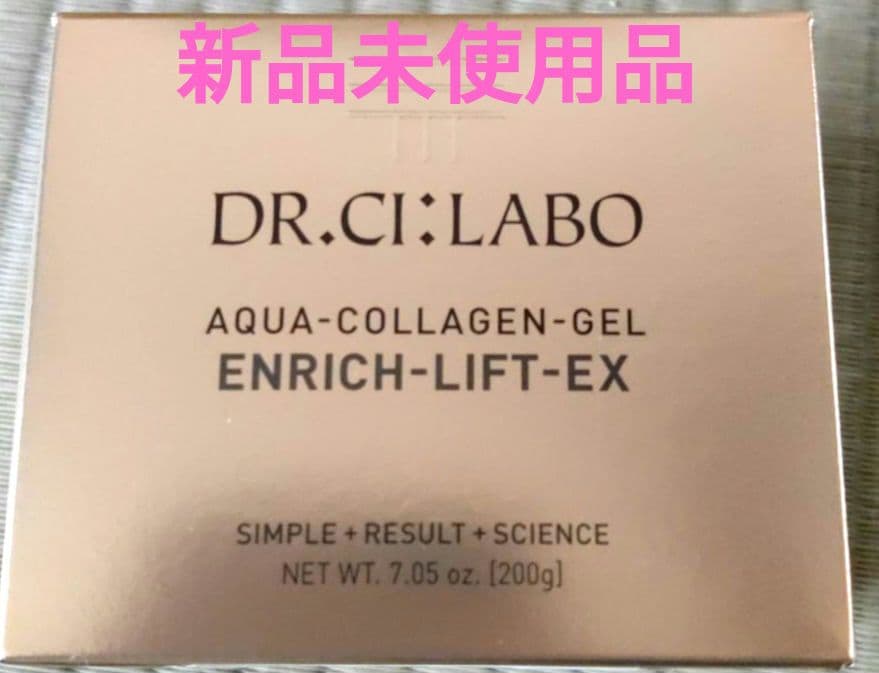 新品未使用品
DR.CI:LABO
AQUA-COLLAGEN-GEL
ENRICH-LIFT-EX
SIMPLE + RESULT + SCIENCE
NET WT. 7.05 oz. [200g]